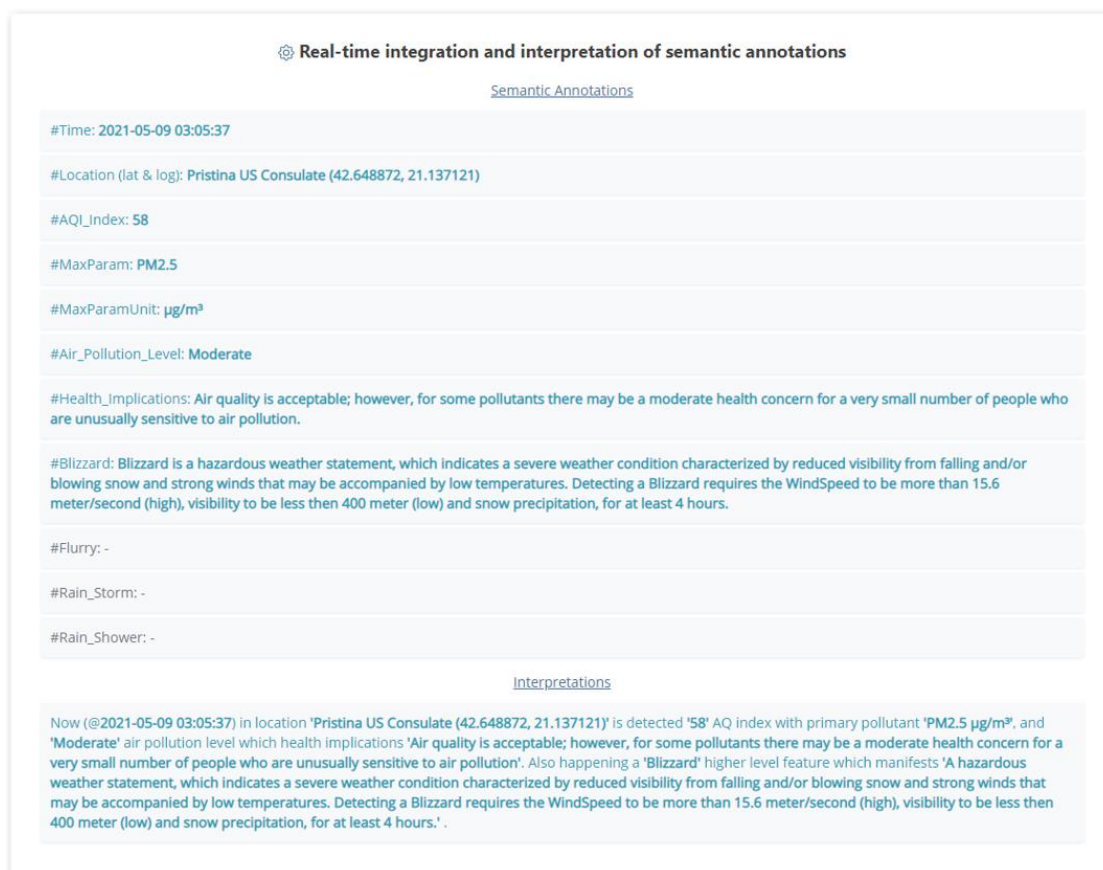 Real-time integration and interpretation of semantic annotations
Semantic Annotations
#Time: 2021-05-09 03:05:37
#Location (lat & log): Pristina US Consulate (42.648872, 21.137121)
#AQI_Index: 58
#MaxParam: PM2.5
#MaxParamUnit: µg/m³
#Air_Pollution_Level: Moderate
#Health_Implications: Air quality is acceptable; however, for some pollutants there may be a moderate health concern for a very small number of people who
are unusually sensitive to air pollution.
#Blizzard: Blizzard is a hazardous weather statement, which indicates a severe weather condition characterized by reduced visibility from falling and/or
blowing snow and strong winds that may be accompanied by low temperatures. Detecting a Blizzard requires the WindSpeed to be more than 15.6
meter/second (high), visibility to be less then 400 meter (low) and snow precipitation, for at least 4 hours.
#Flurry: -
#Rain_Storm: -
#Rain_Shower: -
Interpretations
Now (@2021-05-09 03:05:37) in location 'Pristina US Consulate (42.648872, 21.137121)' is detected '58' AQ index with primary pollutant 'PM2.5 µg/m³', and
'Moderate' air pollution level which health implications 'Air quality is acceptable; however, for some pollutants there may be a moderate health concern for a
very small number of people who are unusually sensitive to air pollution'. Also happening a 'Blizzard' higher level feature which manifests 'A hazardous
weather statement, which indicates a severe weather condition characterized by reduced visibility from falling and/or blowing snow and strong winds that
may be accompanied by low temperatures. Detecting a Blizzard requires the WindSpeed to be more than 15.6 meter/second (high), visibility to be less then
400 meter (low) and snow precipitation, for at least 4 hours.' .